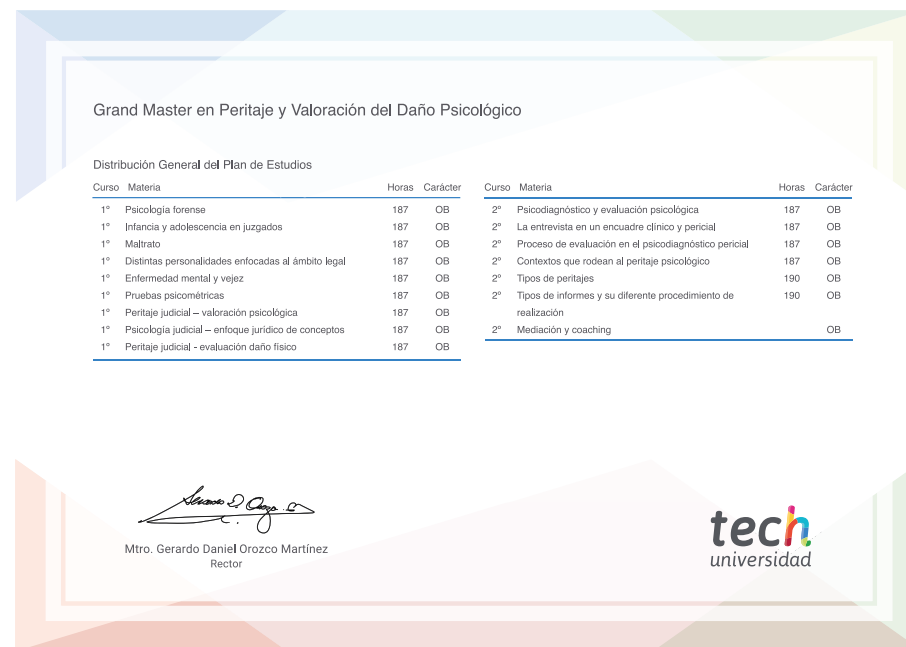 Grand Master en Peritaje y Valoración del Daño Psicológico
Distribución General del Plan de Estudios
Curso Materia Horas Carácter
1º Psicología forense 187 OB
1º Infancia y adolescencia en juzgados 187 OB
1º Maltrato 187 OB
1º Distintas personalidades enfocadas al ámbito legal 187 OB
1º Enfermedad mental y vejez 187 OB
1º Pruebas psicométricas 187 OB
1º Peritaje judicial – valoración psicológica 187 OB
1º Psicología judicial – enfoque jurídico de conceptos 187 OB
1º Peritaje judicial - evaluación daño físico 187 OB
Curso Materia Horas Carácter
2º Psicodiagnóstico y evaluación psicológica 187 OB
2º La entrevista en un encuadre clínico y pericial 187 OB
2º Proceso de evaluación en el psicodiagnóstico pericial 187 OB
2º Contextos que rodean al peritaje psicológico 187 OB
2º Tipos de peritajes 190 OB
2º Tipos de informes y su diferente procedimiento de 190 OB
realización
2º Mediación y coaching OB
Mtro. Gerardo Daniel Orozco Martínez
Rector
tech
universidad